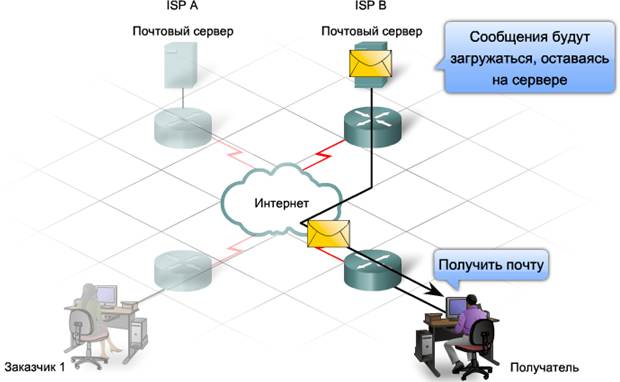 ISP A
ISP B
Почтовый сервер
Почтовый сервер
Сообщения будут
загружаться, оставаясь
на сервере
Интернет
Получить почту
Заказчик 1
Получатель